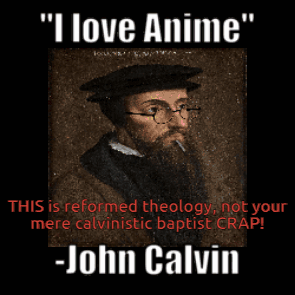 "I love Anime"
THIS is reformed theology, not your
mere calvinistic baptist CRAP!
-John Calvin